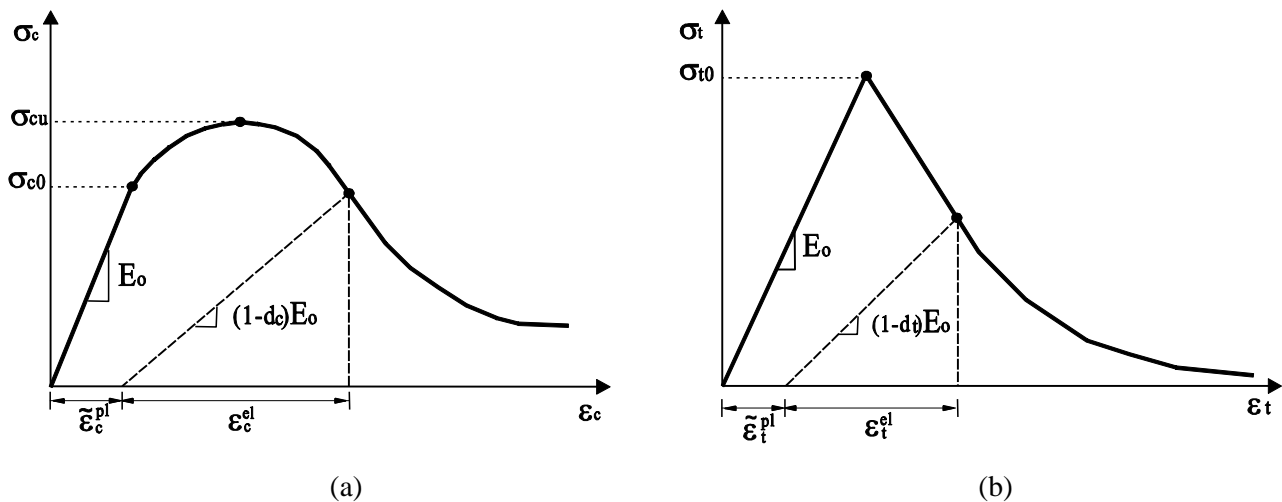 σc
σcu
σc0
Eo
(1-dc)Eo
ε̃c^pl
εc^el
εc
(a)
σt
σt0
Eo
(1-dt)Eo
ε̃t^pl
εt^el
εt
(b)